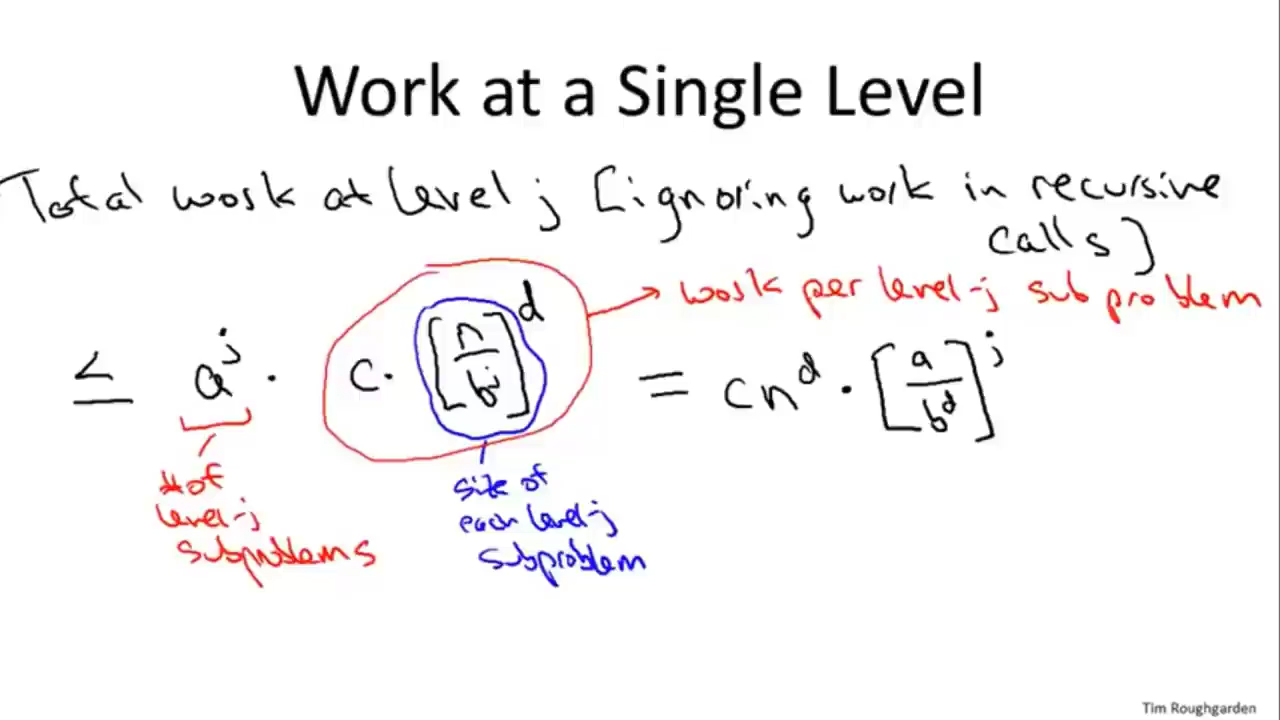 Work at a Single Level
Total work at level j [ignoring work in recursive
calls]
→ work per level-j subproblem
≤ a^j · c · [n/b^j]^d = cn^d · [a/b^d]^j
# of
level-j
subproblems
size of
each level-j
subproblem
Tim Roughgarden